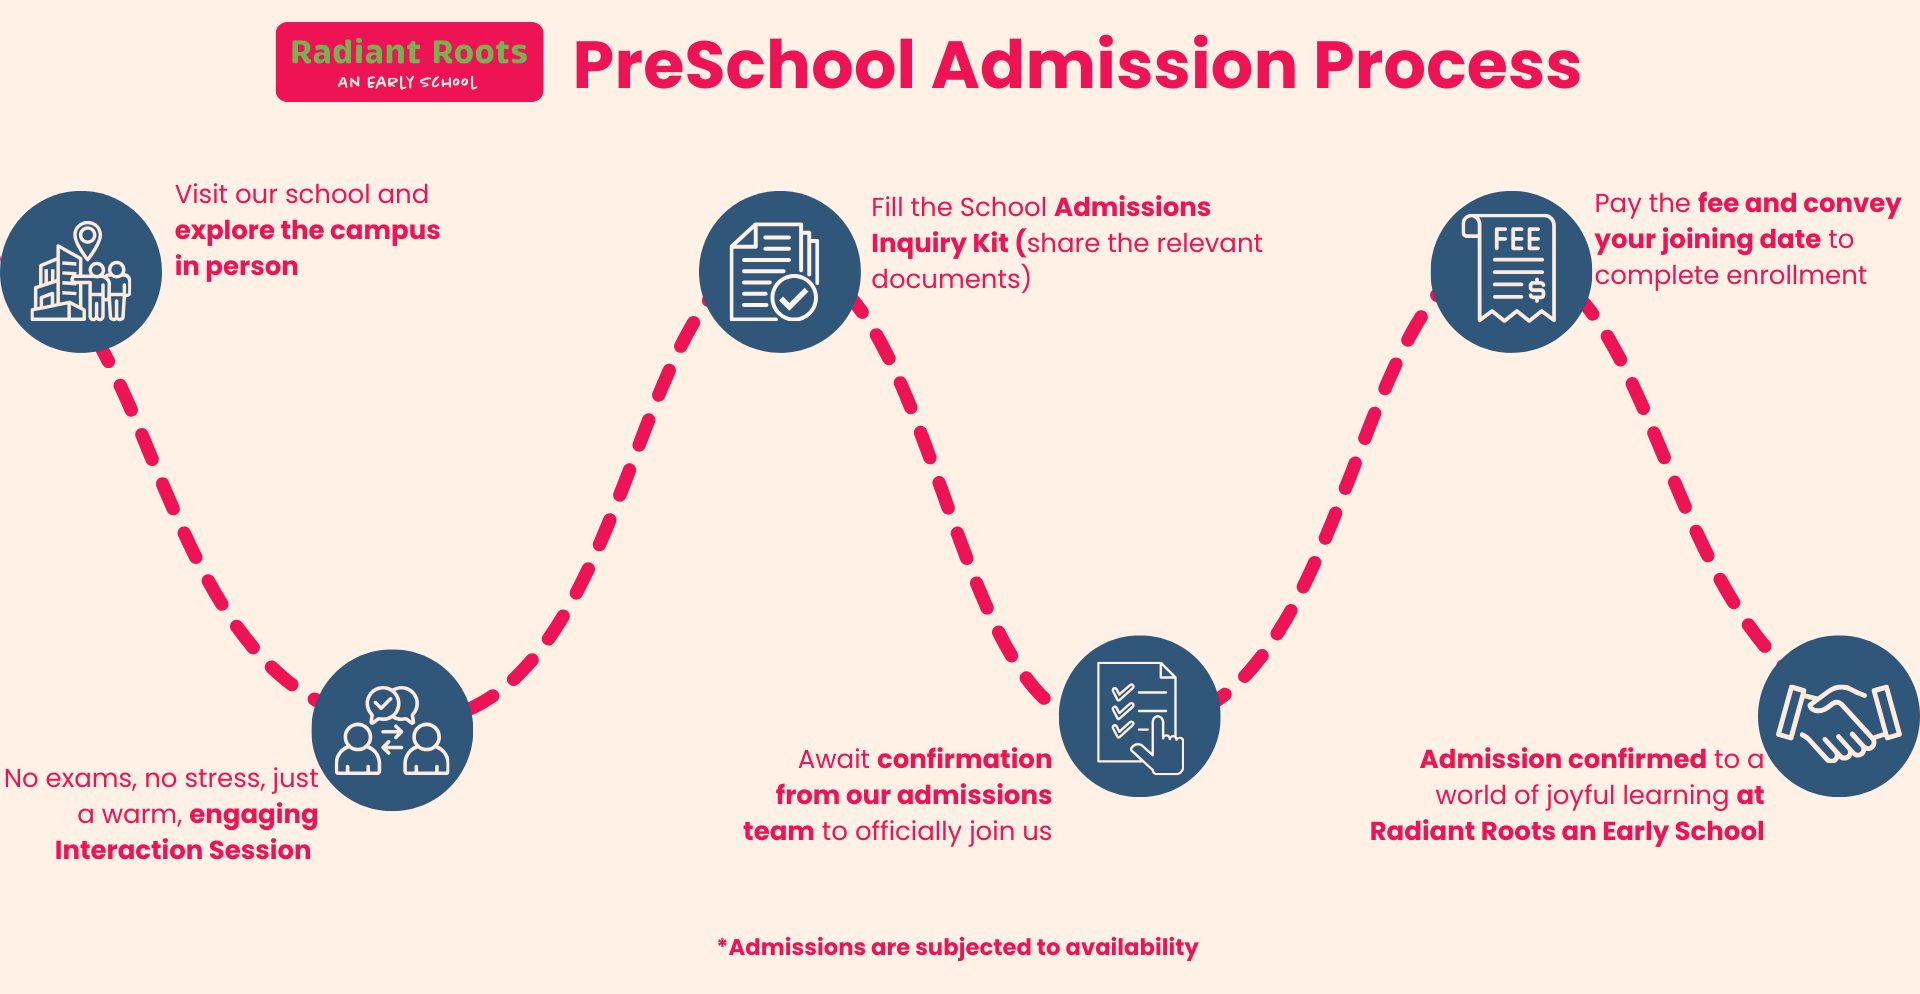 Radiant Roots
AN EARLY SCHOOL
PreSchool Admission Process
Visit our school and
explore the campus
in person
No exams, no stress, just
a warm, engaging
Interaction Session
Fill the School Admissions
Inquiry Kit (share the relevant
documents)
Await confirmation
from our admissions
team to officially join us
FEE
$
Pay the fee and convey
your joining date to
complete enrollment
Admission confirmed to a
world of joyful learning at
Radiant Roots an Early School
*Admissions are subjected to availability